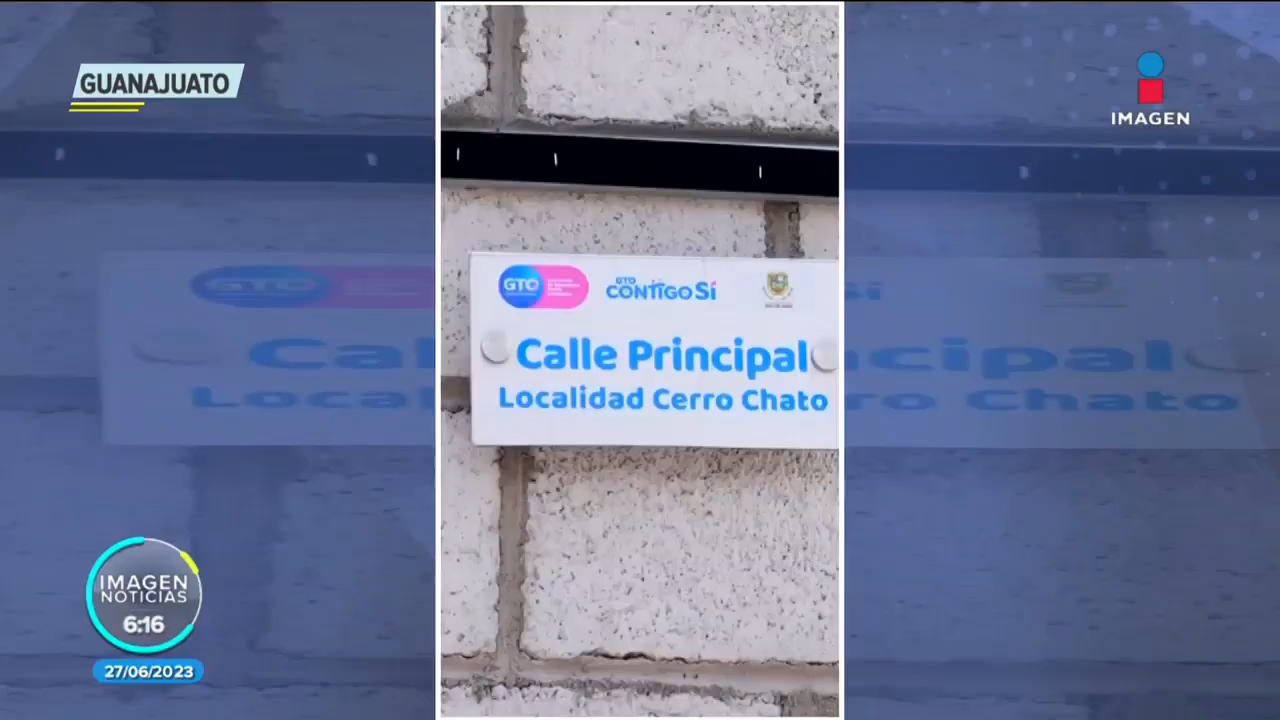 GUANAJUATO
IMAGEN
GTO
GTO
CONTIGO Sí
Calle Principal
Localidad Cerro Chato
IMAGEN
NOTICIAS
6:16
27/06/2023